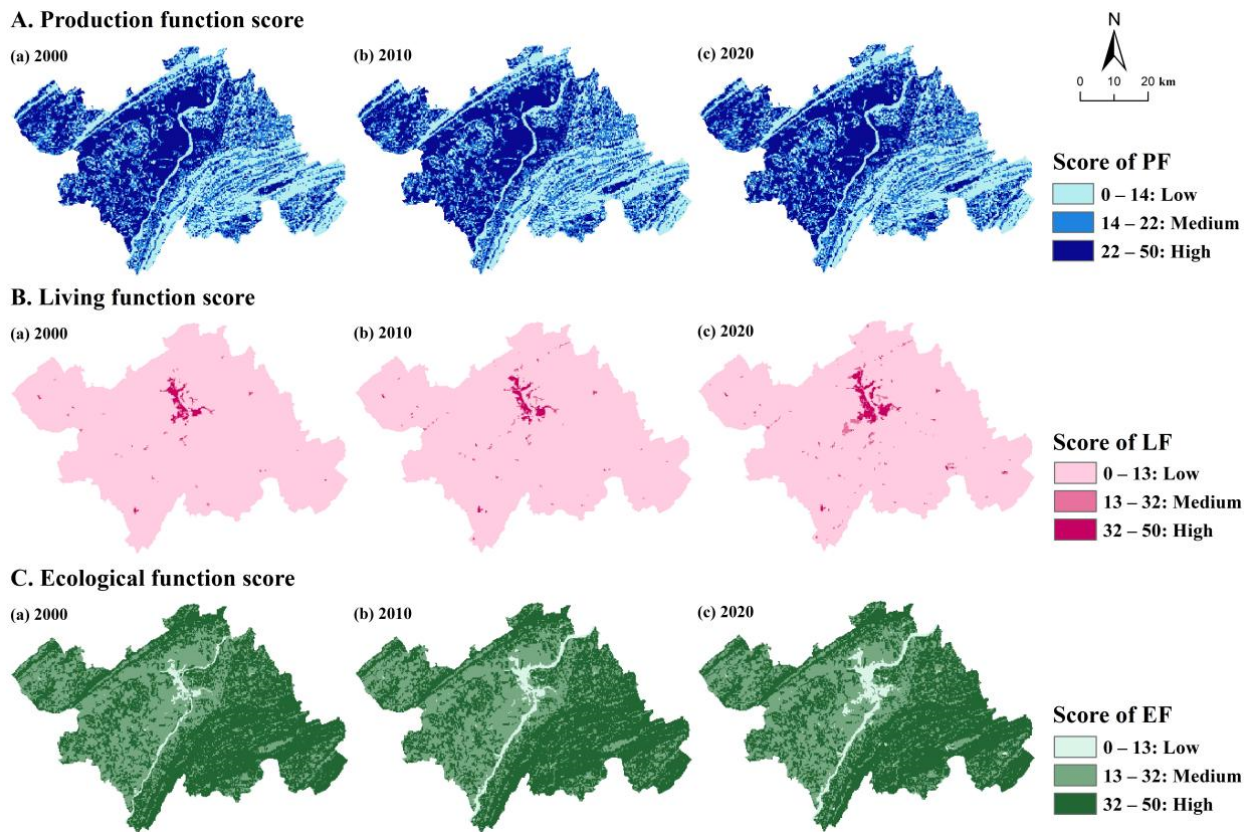 A. Production function score
(a) 2000
(b) 2010
(c) 2020
N
0 10 20 km
Score of PF
0 – 14: Low
14 – 22: Medium
22 – 50: High
B. Living function score
(a) 2000
(b) 2010
(c) 2020
Score of LF
0 – 13: Low
13 – 32: Medium
32 – 50: High
C. Ecological function score
(a) 2000
(b) 2010
(c) 2020
Score of EF
0 – 13: Low
13 – 32: Medium
32 – 50: High